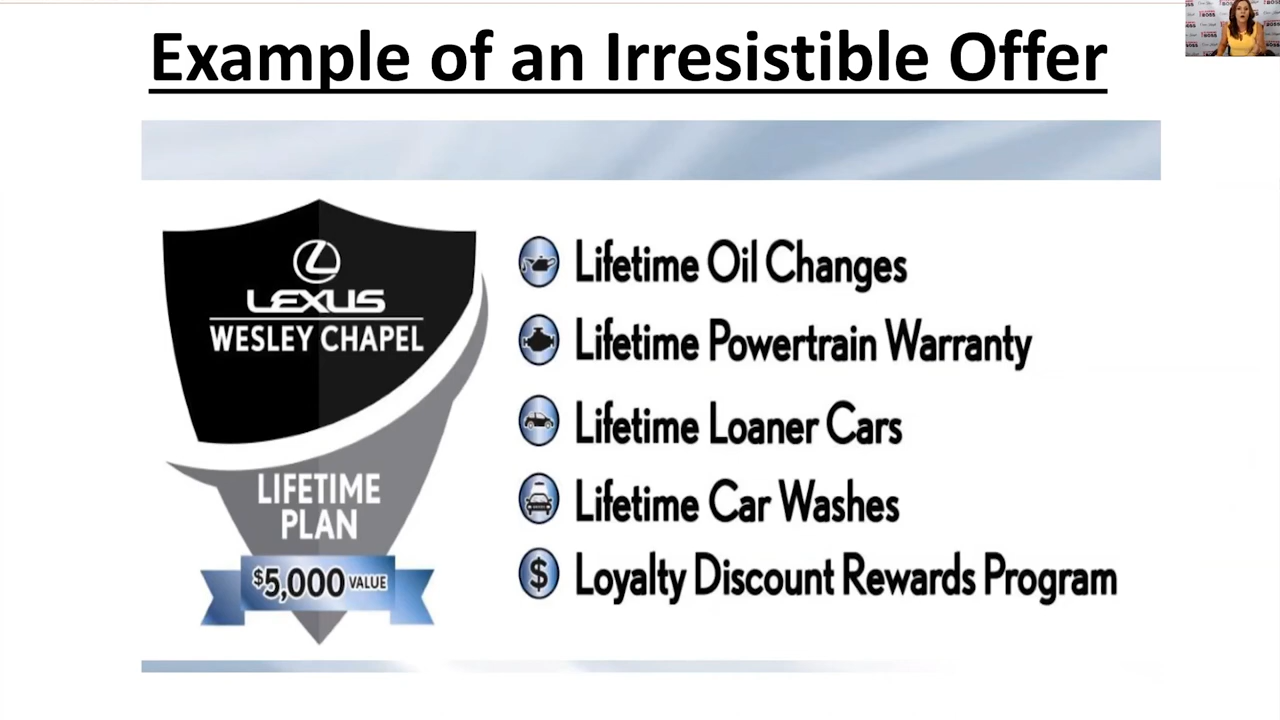 Example of an Irresistible Offer
LEXUS
WESLEY CHAPEL
LIFETIME
PLAN
$5,000 VALUE
Lifetime Oil Changes
Lifetime Powertrain Warranty
Lifetime Loaner Cars
Lifetime Car Washes
$ Loyalty Discount Rewards Program